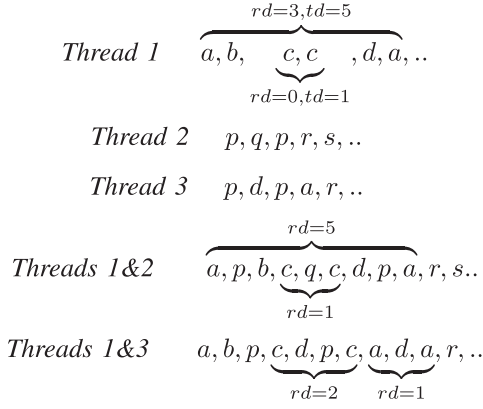 rd=3,td=5
Thread 1 a, b, c, c , d, a, ..
rd=0,td=1
Thread 2 p, q, p, r, s, ..
Thread 3 p, d, p, a, r, ..
rd=5
Threads 1&2 a, p, b, c, q, c, d, p, a, r, s..
rd=1
Threads 1&3 a, b, p, c, d, p, c, a, d, a, r, ..
rd=2 rd=1